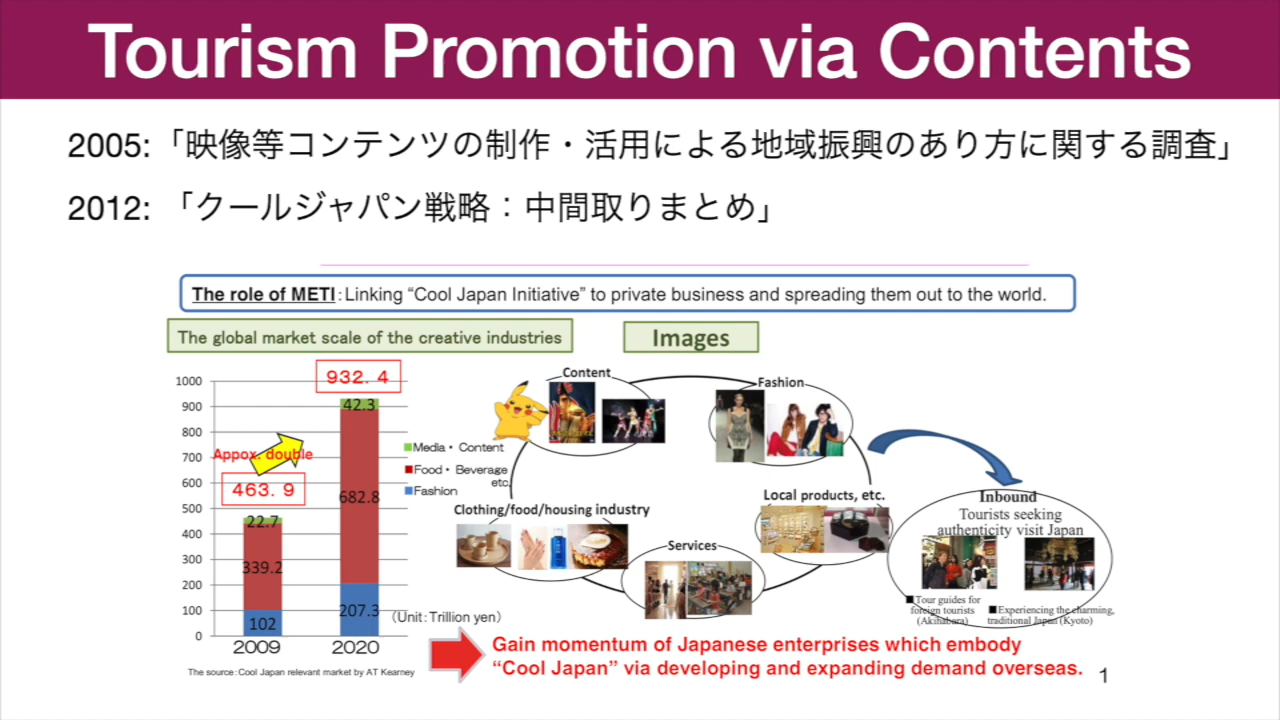 Tourism Promotion via Contents
2005:「映像等コンテンツの制作・活用による地域振興のあり方に関する調査」
2012: 「クールジャパン戦略：中間取りまとめ」
The role of METI：Linking “Cool Japan Initiative” to private business and spreading them out to the world.
The global market scale of the creative industries
Images
1000
900
800
700
600
500
400
300
200
100
0
932. 4
42.3
682.8
207.3
Appox. double
463. 9
22.7
339.2
102
2009
2020
Media・ Content
Food・ Beverage
etc.
Fashion
（Unit：Trillion yen）
The source：Cool Japan relevant market by AT Kearney
Content
Fashion
Clothing/food/housing industry
Local products, etc.
Services
Inbound
Tourists seeking
authenticity visit Japan
■Tour guides for
foreign tourists
(Akihabara)
■Experiencing the charming,
traditional Japan (Kyoto)
Gain momentum of Japanese enterprises which embody
“Cool Japan” via developing and expanding demand overseas.
1